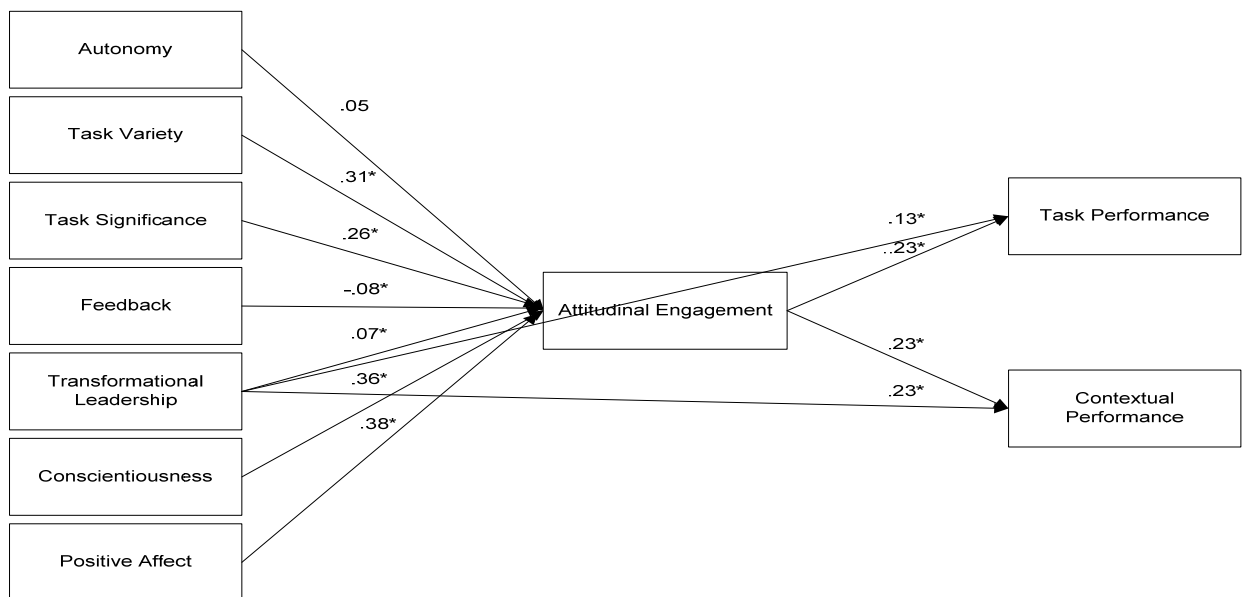 Autonomy
.05
Task Variety
.31*
Task Significance
.26*
.13*
Task Performance
..23*
Feedback
-.08*
Attitudinal Engagement
.07*
.23*
Transformational
Leadership
.36*
.23*
Contextual
Performance
.38*
Conscientiousness
Positive Affect